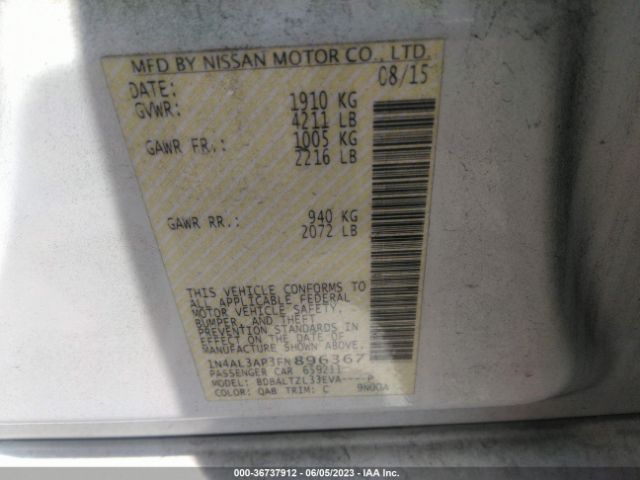 MFD BY NISSAN MOTOR CO., LTD.
DATE: 08/15
GVWR: 1910 KG
4211 LB
GAWR FR.: 1005 KG
2216 LB
GAWR RR.: 940 KG
2072 LB
THIS VEHICLE CONFORMS TO
ALL APPLICABLE FEDERAL
MOTOR VEHICLE SAFETY,
BUMPER, AND THEFT
PREVENTION STANDARDS IN
EFFECT ON THE DATE OF
MANUFACTURE SHOWN ABOVE.
1N4AL3AP3FN896367
PASSENGER CAR 659211
MODEL: BDBALTZL33EVA----P
COLOR: QAB TRIM: C 9N00A
000-36737912 - 06/05/2023 - IAA Inc.